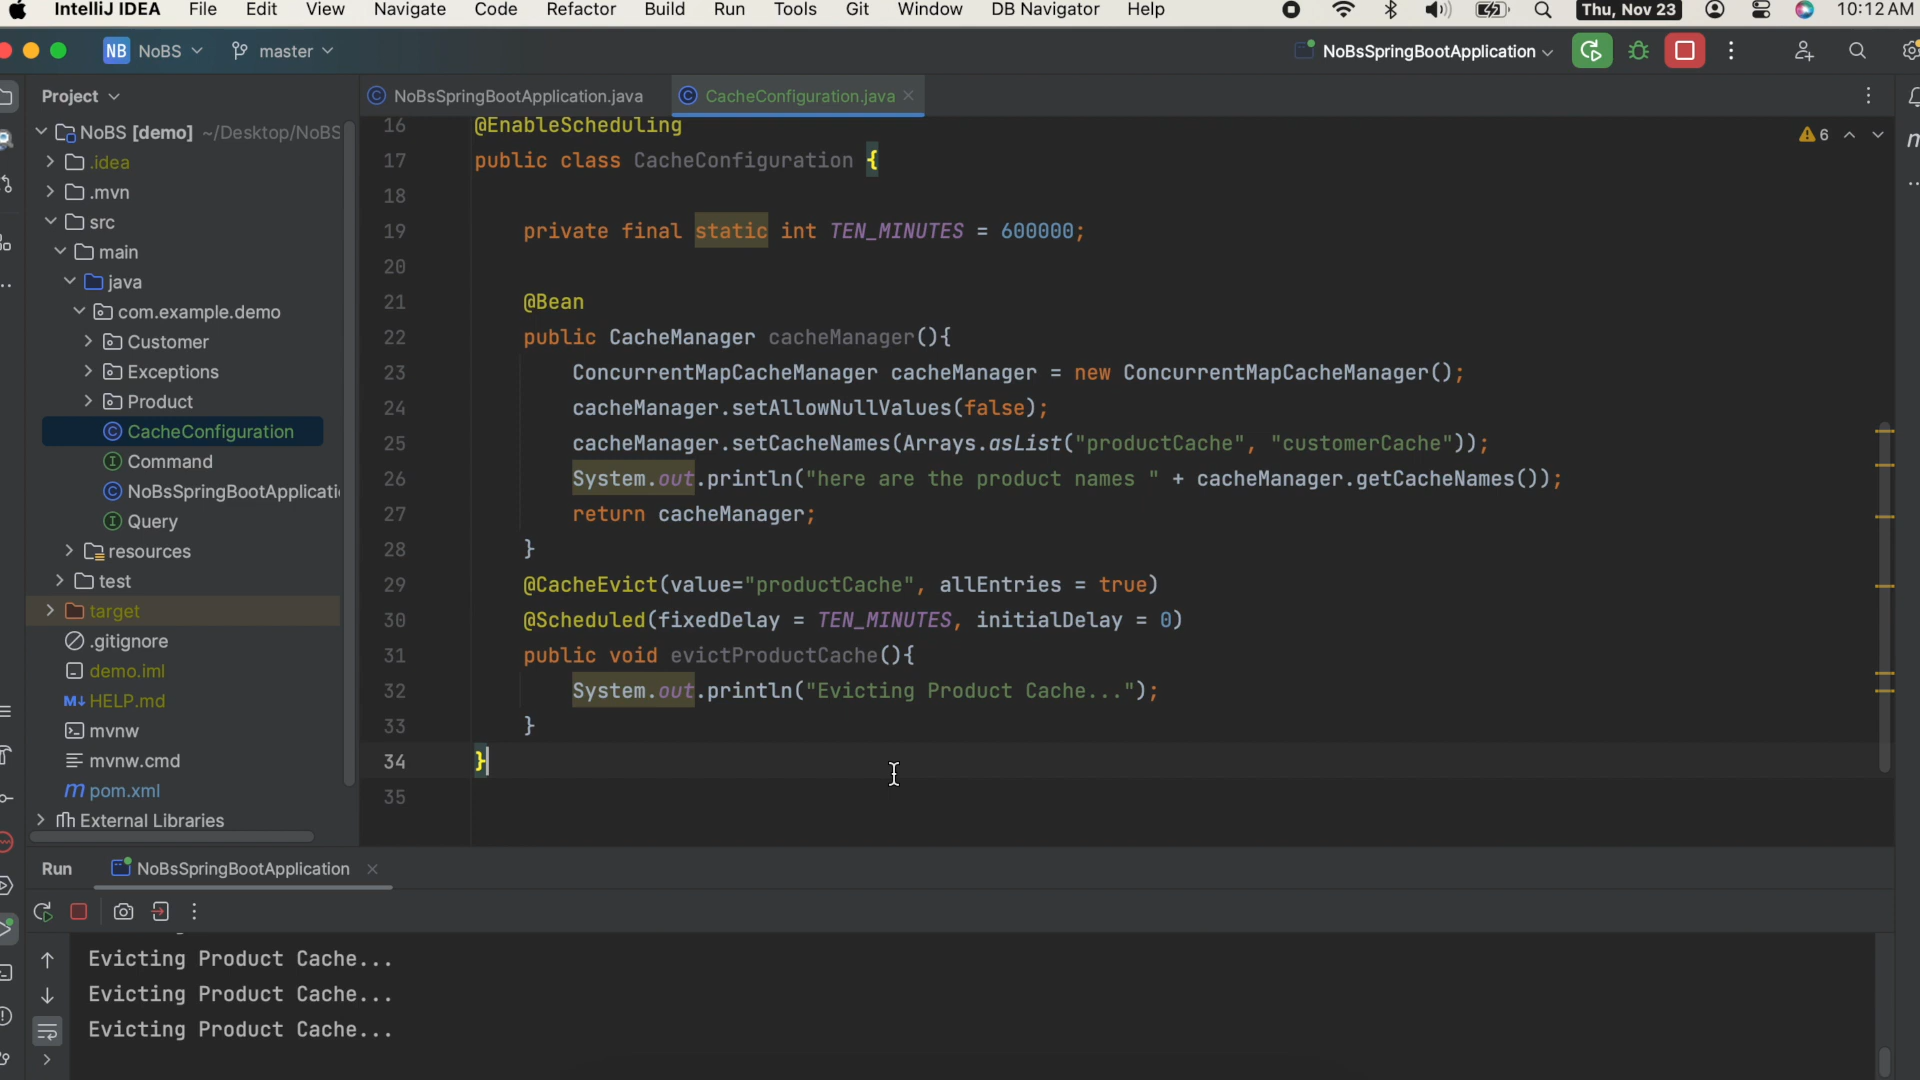 IntelliJ IDEA File Edit View Navigate Code Refactor Build Run Tools Git Window DB Navigator Help Thu, Nov 23 10:12 AM
NB NoBS master NoBsSpringBootApplication
Project
NoBsSpringBootApplication.java CacheConfiguration.java
NoBS [demo] ~/Desktop/NoBS
.idea
.mvn
src
main
java
com.example.demo
Customer
Exceptions
Product
CacheConfiguration
Command
NoBsSpringBootApplicati
Query
resources
test
target
.gitignore
demo.iml
M↓ HELP.md
mvnw
mvnw.cmd
m pom.xml
External Libraries
6
16 @EnableScheduling
17 public class CacheConfiguration {
18
19 private final static int TEN_MINUTES = 600000;
20
21 @Bean
22 public CacheManager cacheManager(){
23 ConcurrentMapCacheManager cacheManager = new ConcurrentMapCacheManager();
24 cacheManager.setAllowNullValues(false);
25 cacheManager.setCacheNames(Arrays.asList("productCache", "customerCache"));
26 System.out.println("here are the product names " + cacheManager.getCacheNames());
27 return cacheManager;
28 }
29 @CacheEvict(value="productCache", allEntries = true)
30 @Scheduled(fixedDelay = TEN_MINUTES, initialDelay = 0)
31 public void evictProductCache(){
32 System.out.println("Evicting Product Cache...");
33 }
34 }
35
Run NoBsSpringBootApplication
Evicting Product Cache...
Evicting Product Cache...
Evicting Product Cache...